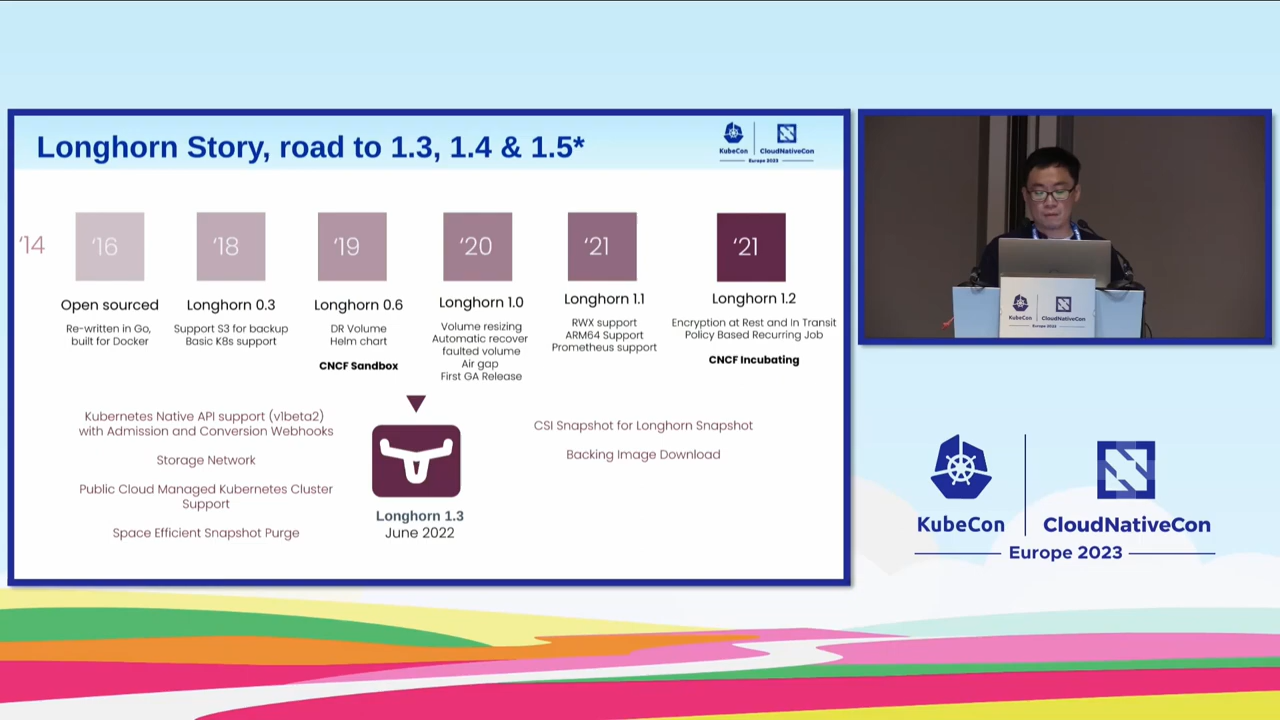 Longhorn Story, road to 1.3, 1.4 & 1.5*
KubeCon
CloudNativeCon
Europe 2023
‘14
‘16
‘18
‘19
‘20
‘21
‘21
Open sourced
Re-written in Go,
built for Docker
Longhorn 0.3
Support S3 for backup
Basic K8s support
Longhorn 0.6
DR Volume
Helm chart
CNCF Sandbox
Longhorn 1.0
Volume resizing
Automatic recover
faulted volume
Air gap
First GA Release
Longhorn 1.1
RWX support
ARM64 Support
Prometheus support
Longhorn 1.2
Encryption at Rest and In Transit
Policy Based Recurring Job
CNCF Incubating
Kubernetes Native API support (v1beta2)
with Admission and Conversion Webhooks
Storage Network
Public Cloud Managed Kubernetes Cluster
Support
Space Efficient Snapshot Purge
Longhorn 1.3
June 2022
CSI Snapshot for Longhorn Snapshot
Backing Image Download
KubeCon
CloudNativeCon
Europe 2023
KubeCon
CloudNativeCon
Europe 2023